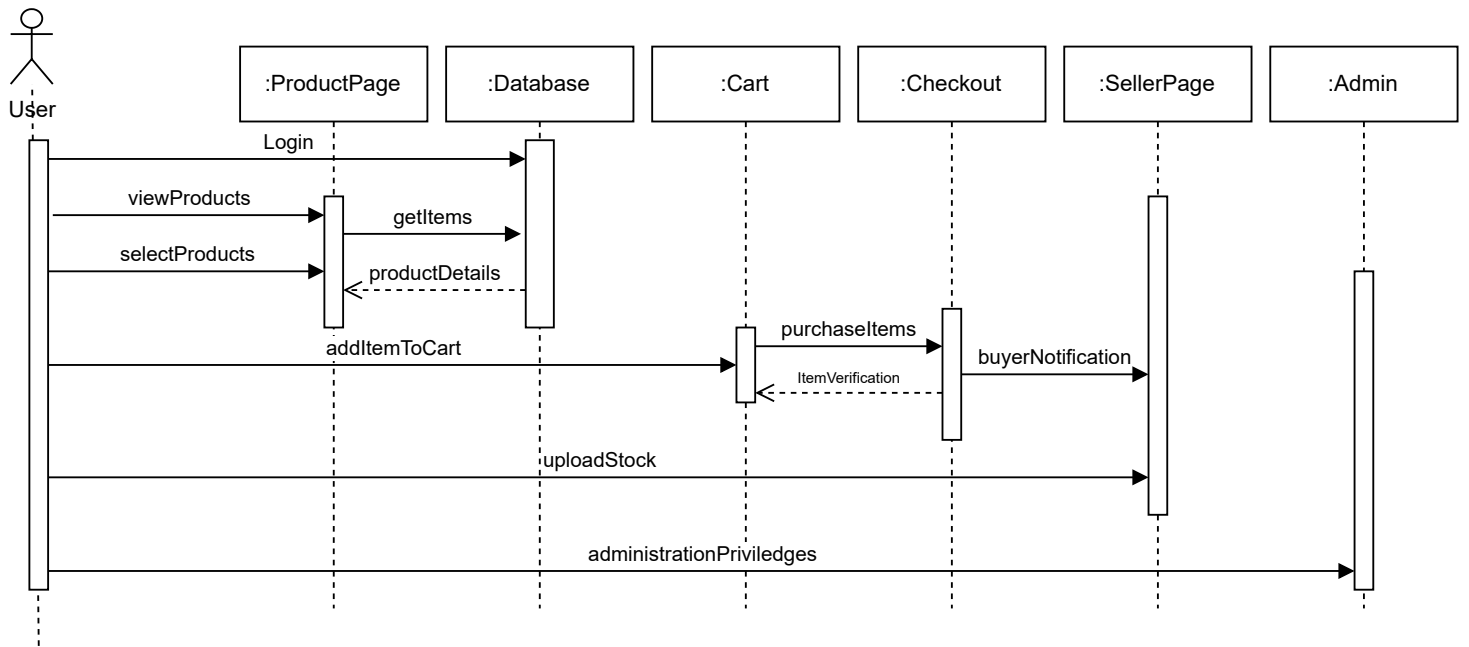 User
:ProductPage
:Database
:Cart
:Checkout
:SellerPage
:Admin
Login
viewProducts
getItems
selectProducts
productDetails
purchaseItems
addItemToCart
buyerNotification
ItemVerification
uploadStock
administrationPriviledges